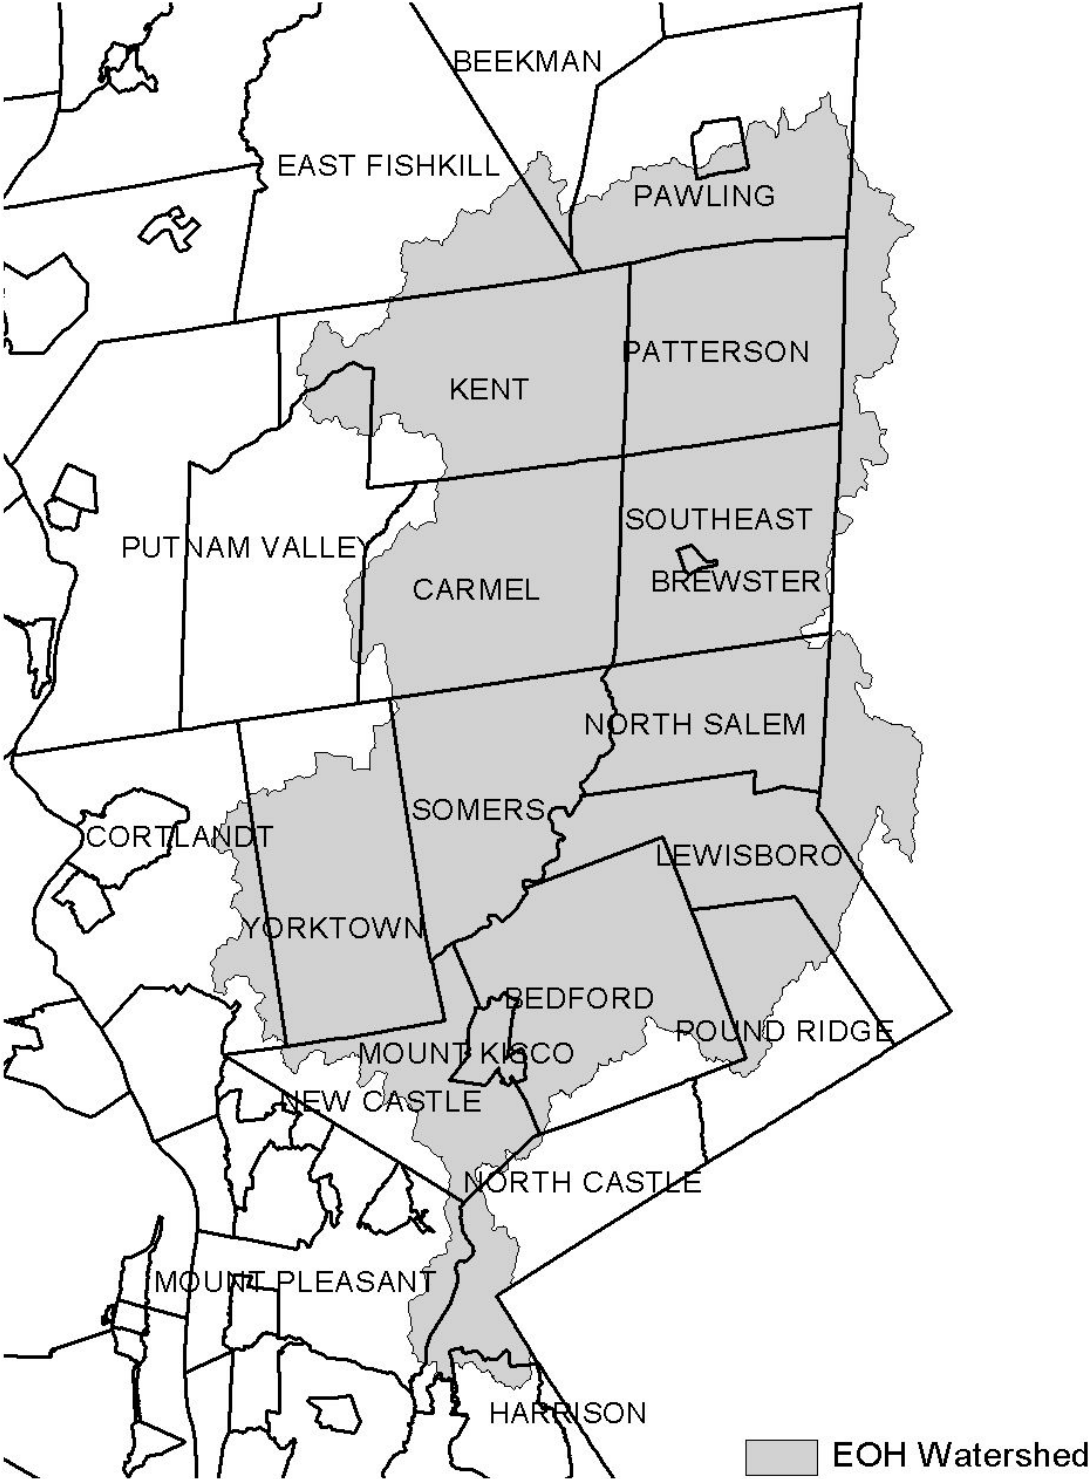 BEEKMAN
EAST FISHKILL
PAWLING
PATTERSON
KENT
SOUTHEAST
PUTNAM VALLEY
BREWSTER
CARMEL
NORTH SALEM
SOMERS
CORTLANDT
LEWISBORO
YORKTOWN
BEDFORD
POUND RIDGE
MOUNT KISCO
NEW CASTLE
NORTH CASTLE
MOUNT PLEASANT
HARRISON
EOH Watershed